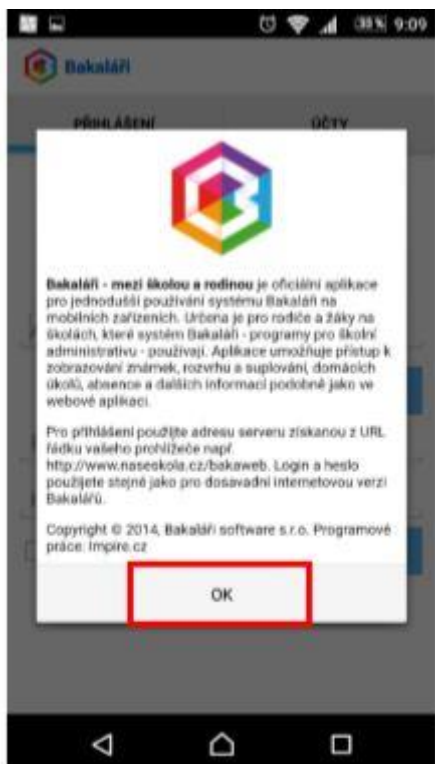 35% 9:09
Bakaláři
PŘIHLÁŠENÍ ÚČTY
Bakaláři - mezi školou a rodinou je oficiální aplikace
pro jednodušší používání systému Bakaláři na
mobilních zařízeních. Určena je pro rodiče a žáky na
školách, které systém Bakaláři - programy pro školní
administrativu - používají. Aplikace umožňuje přístup k
zobrazování známek, rozvrhu a suplování, domácích
úkolů, absence a dalších informací podobně jako ve
webové aplikaci.
Pro přihlášení použijte adresu serveru získanou z URL
řádku vašeho prohlížeče např.
http://www.naseskola.cz/bakaweb. Login a heslo
použijete stejné jako pro dosavadní internetovou verzi
Bakalářů.
Copyright © 2014, Bakaláři software s.r.o. Programové
práce: Impire.cz
OK